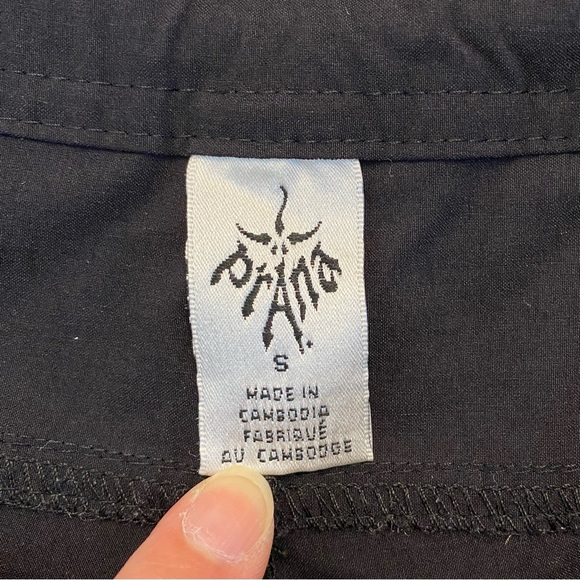 prAna
S
MADE IN
CAMBODIA
FABRIQUÉ
AU CAMBODGE